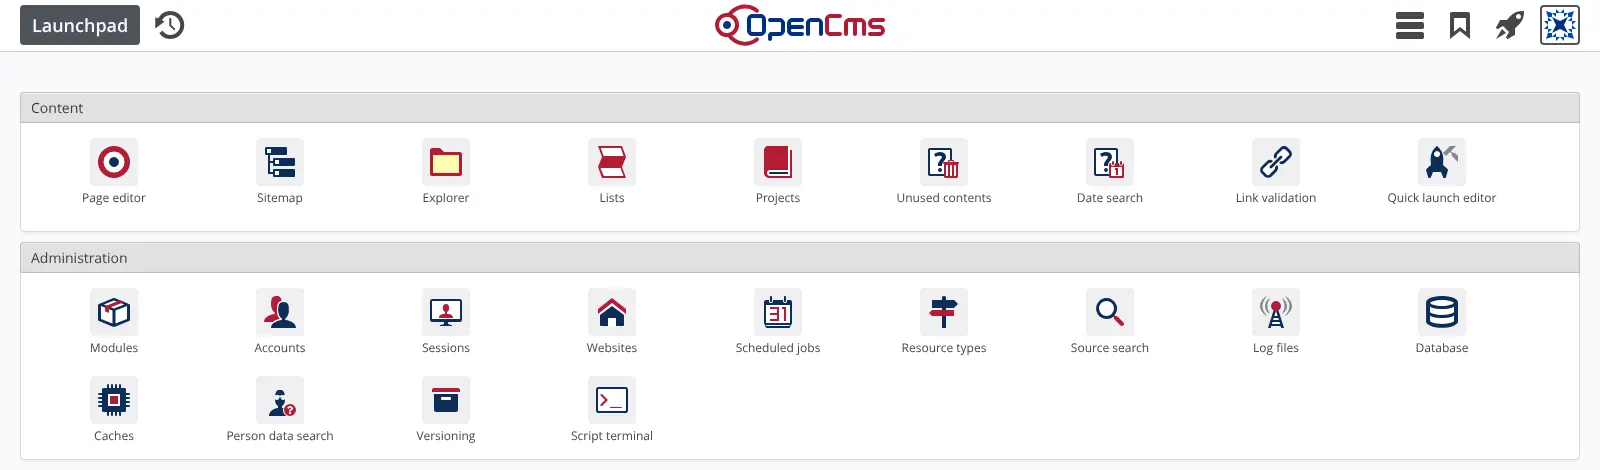 Launchpad
OpenCms
Content
Page editor Sitemap Explorer Lists Projects Unused contents Date search Link validation Quick launch editor
Administration
31
Modules Accounts Sessions Websites Scheduled jobs Resource types Source search Log files Database
Caches Person data search Versioning Script terminal